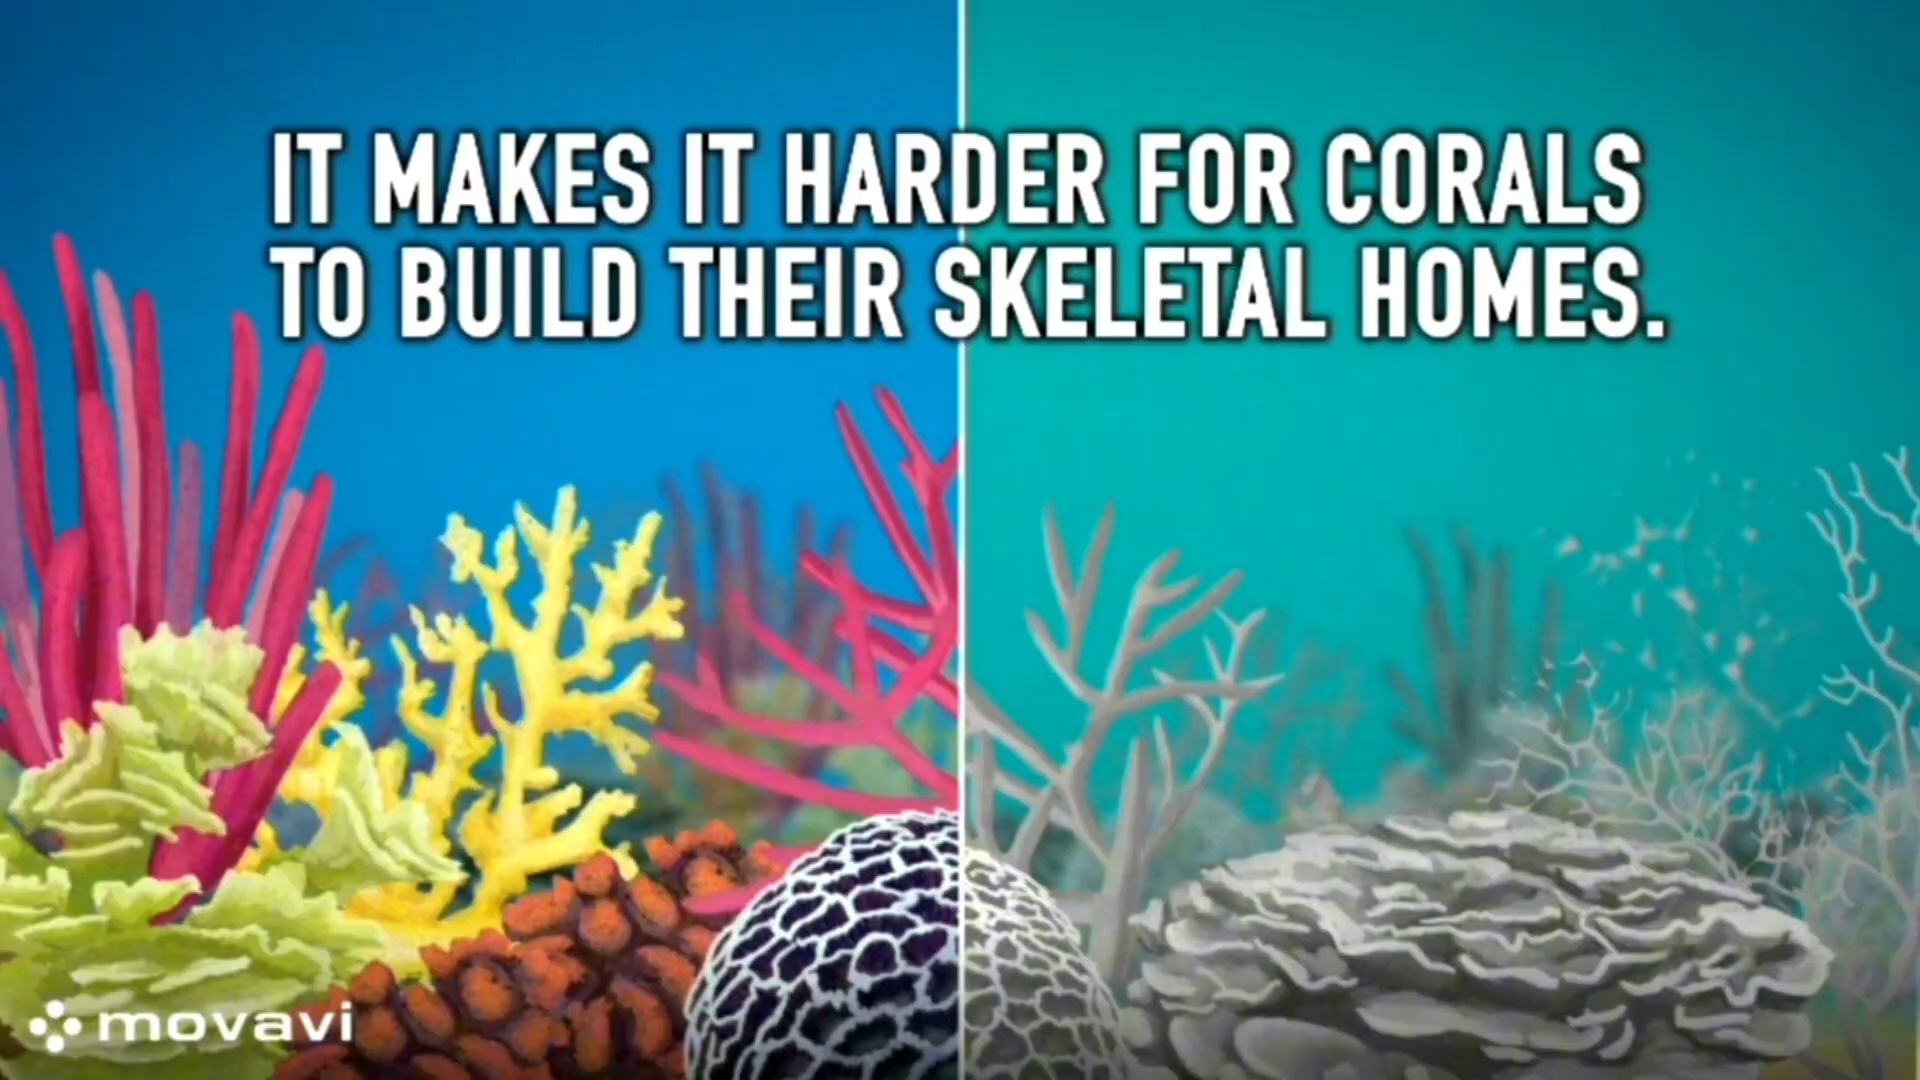 IT MAKES IT HARDER FOR CORALS
TO BUILD THEIR SKELETAL HOMES.
movavi